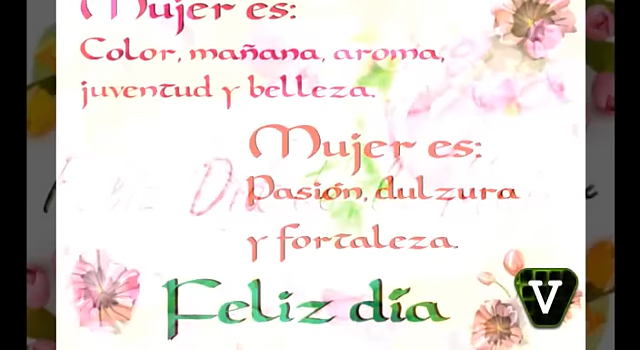 Mujer es:
Color, mañana, aroma,
juventud y belleza.
Mujer es:
Pasión, dulzura
y fortaleza.
Feliz día
V